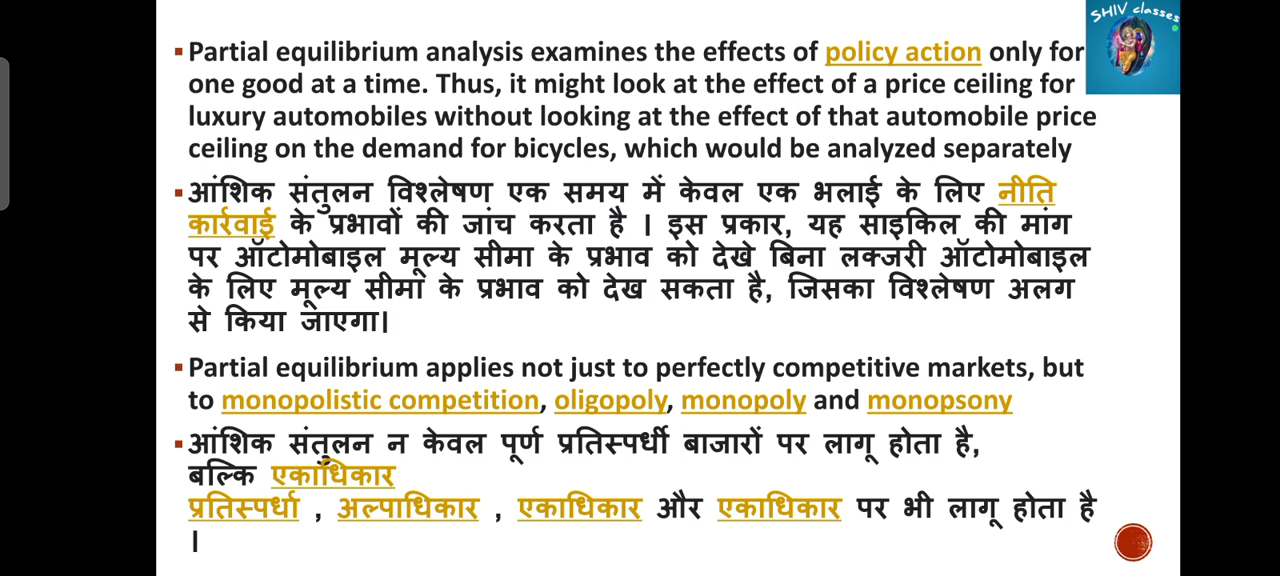 SHIV classes
Partial equilibrium analysis examines the effects of policy action only for
one good at a time. Thus, it might look at the effect of a price ceiling for
luxury automobiles without looking at the effect of that automobile price
ceiling on the demand for bicycles, which would be analyzed separately
आंशिक संतुलन विश्लेषण एक समय में केवल एक भलाई के लिए नीति
कार्रवाई के प्रभावों की जांच करता है । इस प्रकार, यह साइकिल की मांग
पर ऑटोमोबाइल मूल्य सीमा के प्रभाव को देखे बिना लक्जरी ऑटोमोबाइल
के लिए मूल्य सीमा के प्रभाव को देख सकता है, जिसका विश्लेषण अलग
से किया जाएगा।
Partial equilibrium applies not just to perfectly competitive markets, but
to monopolistic competition, oligopoly, monopoly and monopsony
आंशिक संतुलन न केवल पूर्ण प्रतिस्पर्धी बाजारों पर लागू होता है,
बल्कि एकाधिकार
प्रतिस्पर्धा , अल्पाधिकार , एकाधिकार और एकाधिकार पर भी लागू होता है
।